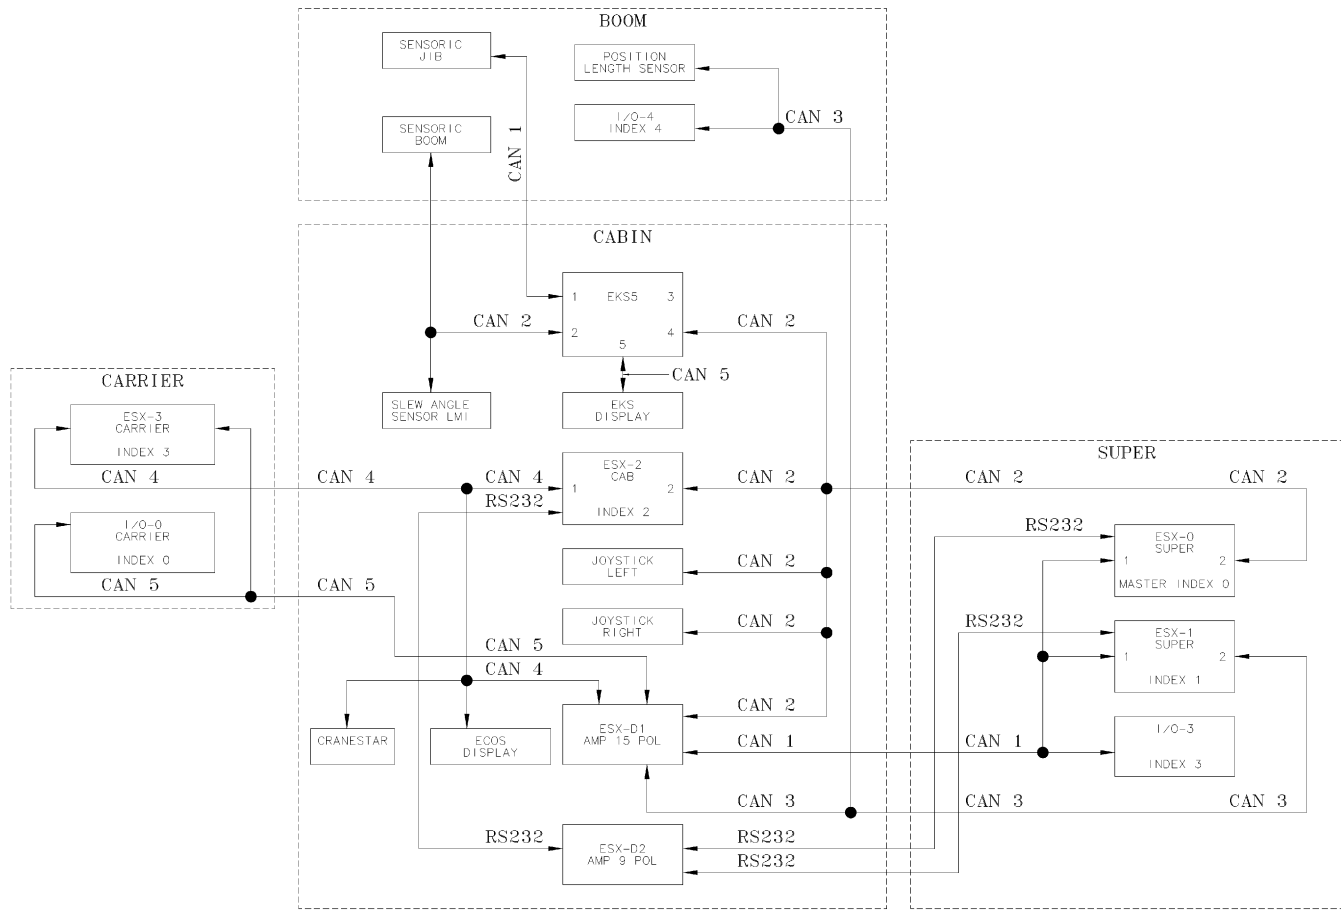 BOOM
SENSORIC
JIB
POSITION
LENGTH SENSOR
SENSORIC
BOOM
I/O-4
INDEX 4
CAN 3
CAN 1
CABIN
1 EKS5 3
2 4
5
CAN 2
CAN 2
CAN 5
SLEW ANGLE
SENSOR LMI
EKS
DISPLAY
CARRIER
ESX-3
CARRIER
INDEX 3
CAN 4
CAN 4
CAN 4
RS232
I/O-0
CARRIER
INDEX 0
CAN 5
CAN 5
ESX-2
CAB
1 2
INDEX 2
CAN 2
JOYSTICK
LEFT
CAN 2
JOYSTICK
RIGHT
CAN 2
CAN 5
CAN 4
CRANESTAR
ECOS
DISPLAY
ESX-D1
AMP 15 POL
CAN 2
CAN 1
CAN 3
RS232
ESX-D2
AMP 9 POL
RS232
RS232
SUPER
CAN 2
CAN 2
RS232
ESX-0
SUPER
1 2
MASTER INDEX 0
RS232
ESX-1
SUPER
1 2
INDEX 1
CAN 1
I/O-3
INDEX 3
CAN 3
CAN 3